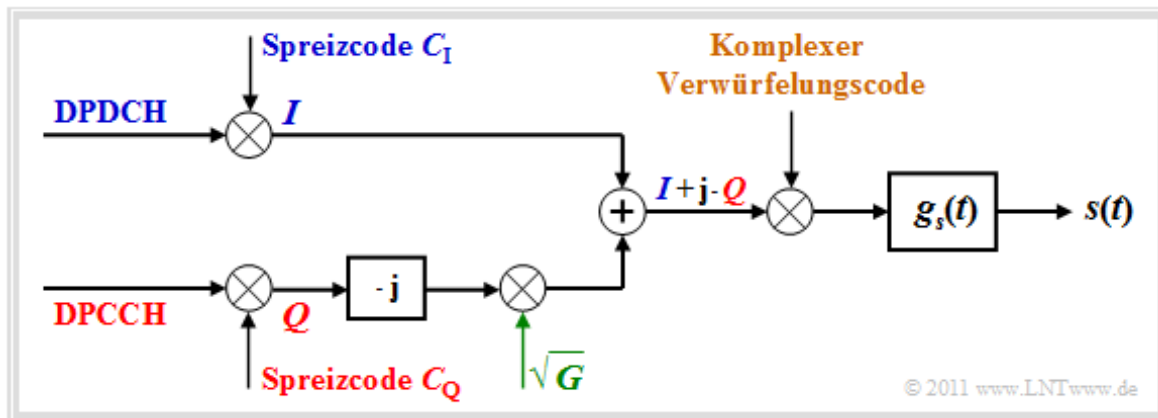 Spreizcode C_I
Komplexer
Verwürfelungscode
DPDCH
I
I + j - Q
+
g_s(t)
s(t)
DPCCH
Q
- j
Spreizcode C_Q
√G
© 2011 www.LNTwww.de